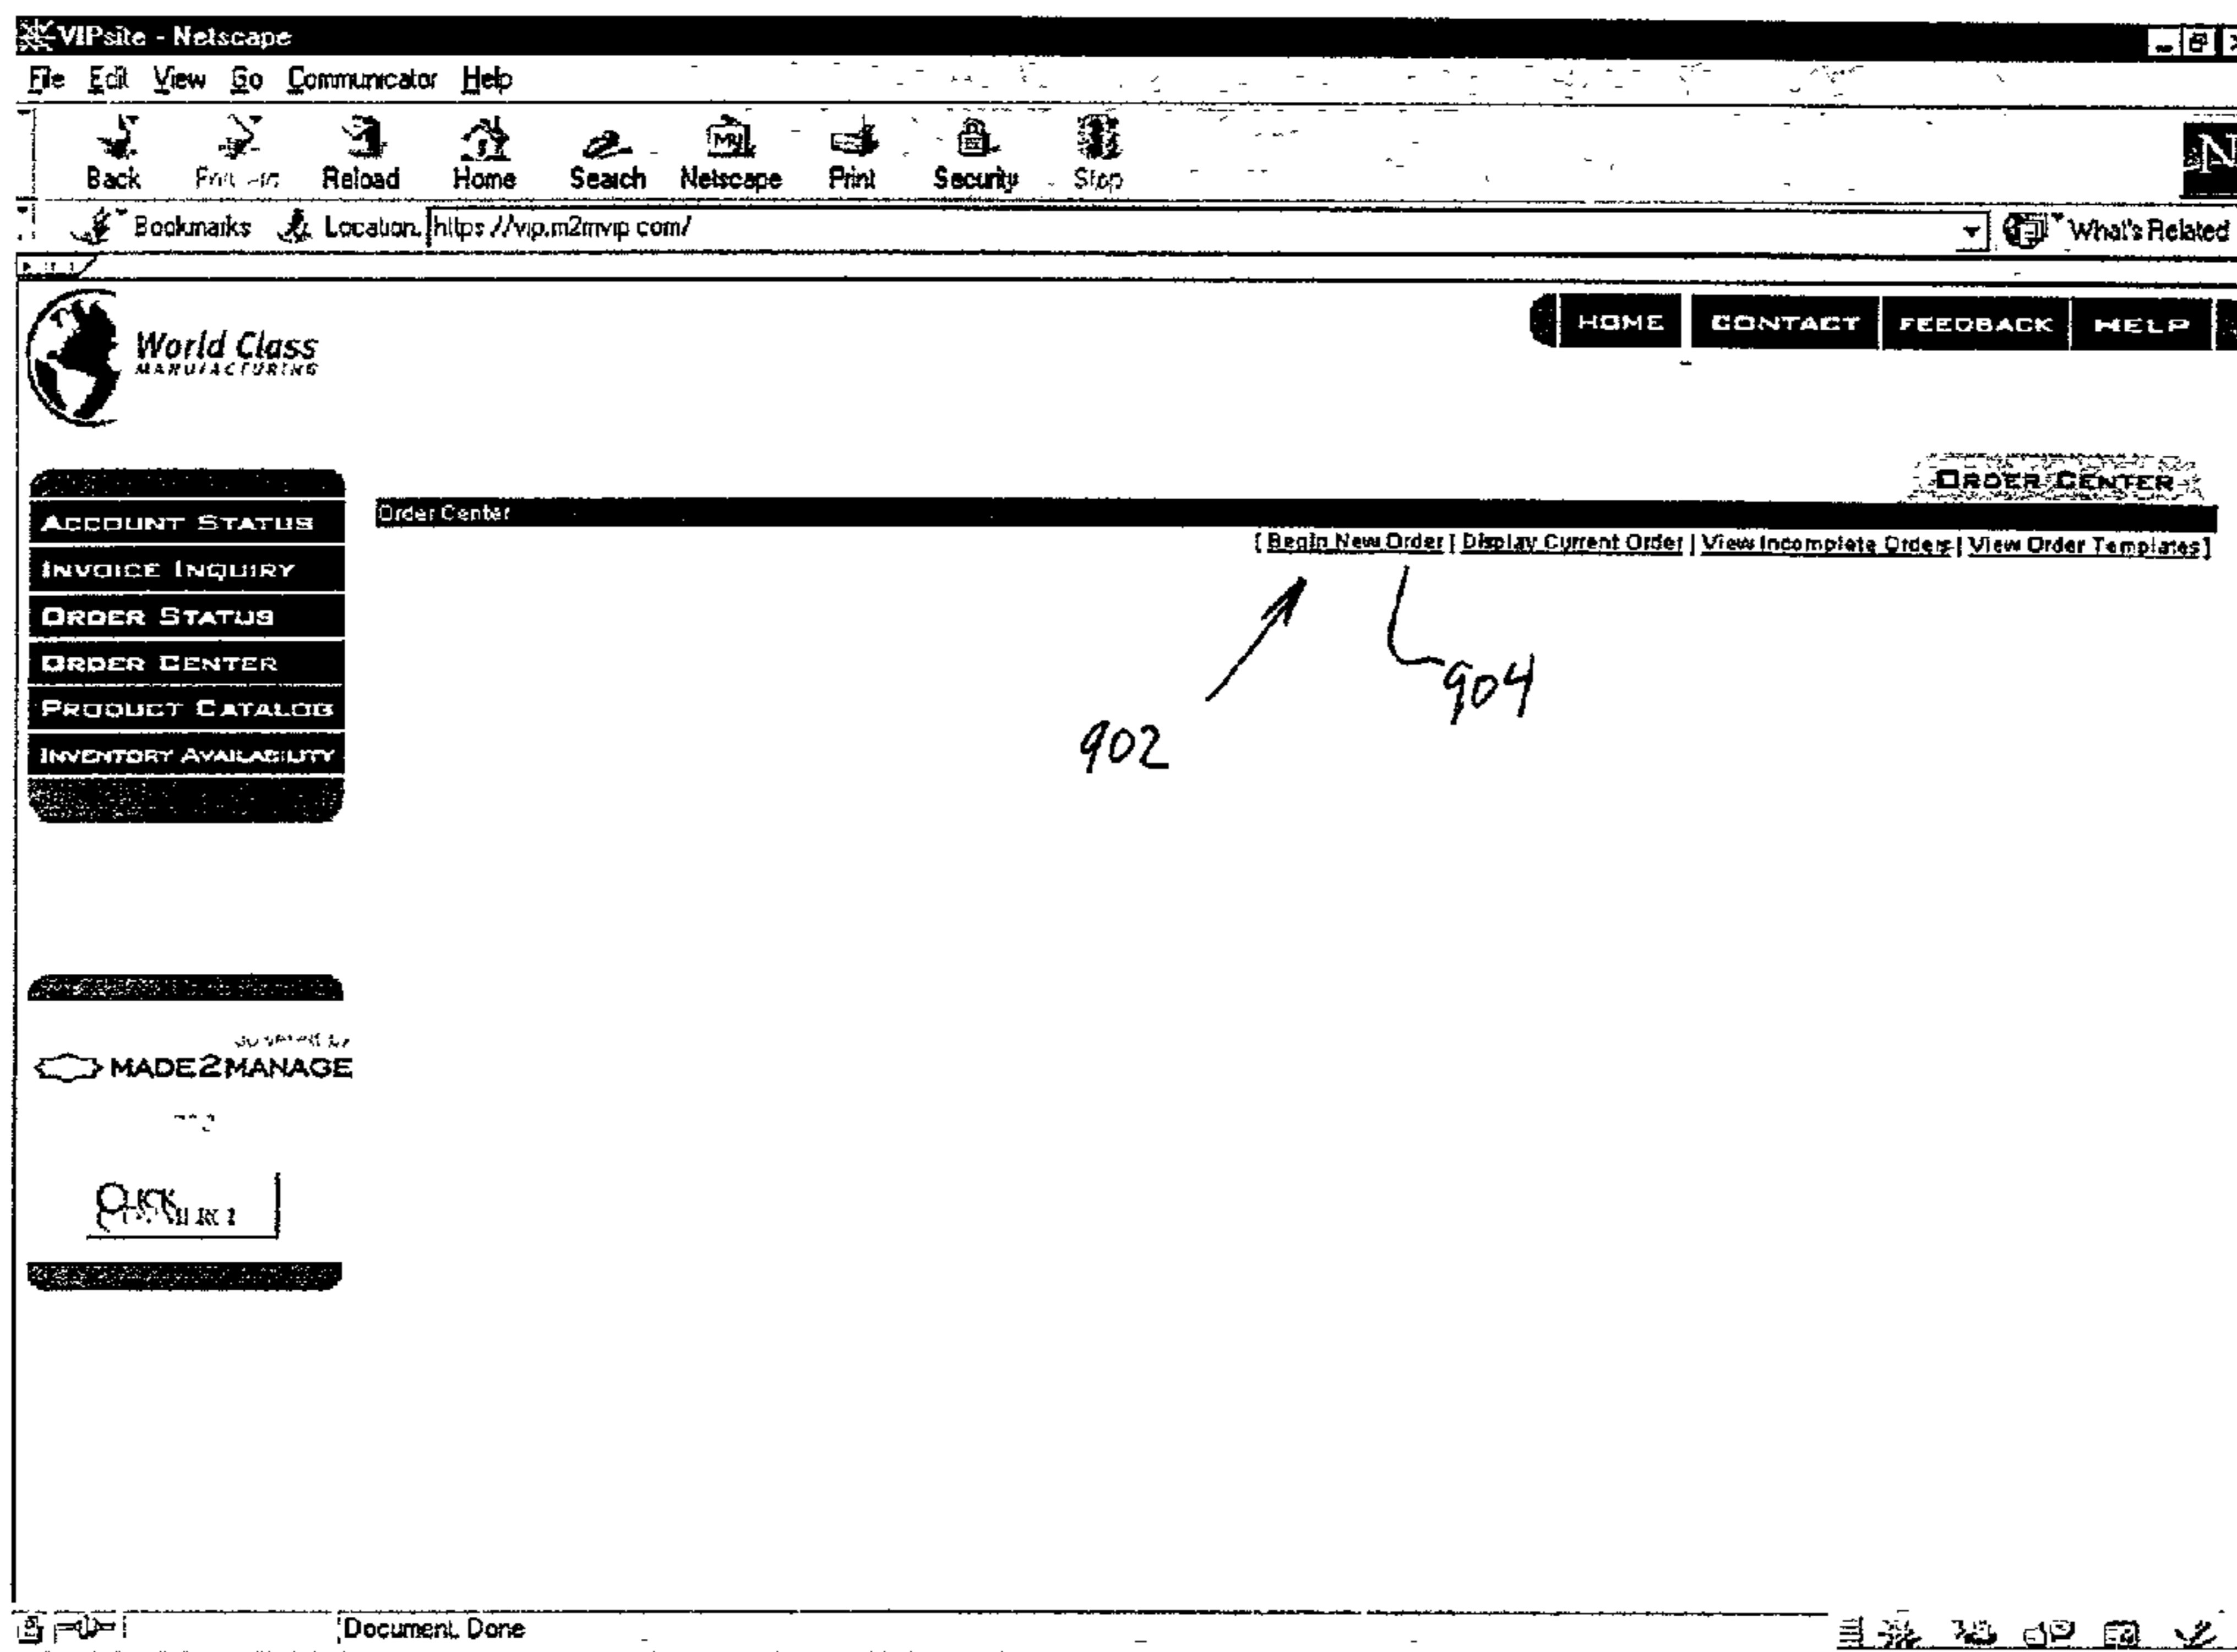 VIPsite - Netscape
File Edit View Go Communicator Help
Back Reload Home Search Netscape Print Security Stop
Bookmarks Location: https://vip.m2mvip.com/ What's Related
World Class
MANUFACTURING
HOME CONTACT FEEDBACK HELP
ORDER CENTER
Order Center
[ Begin New Order | Display Current Order | View Incomplete Orders | View Order Templates ]
ACCOUNT STATUS
INVOICE INQUIRY
ORDER STATUS
ORDER CENTER
PRODUCT CATALOG
INVENTORY AVAILABILITY
904
902
MADE2MANAGE
CLICK
Document: Done